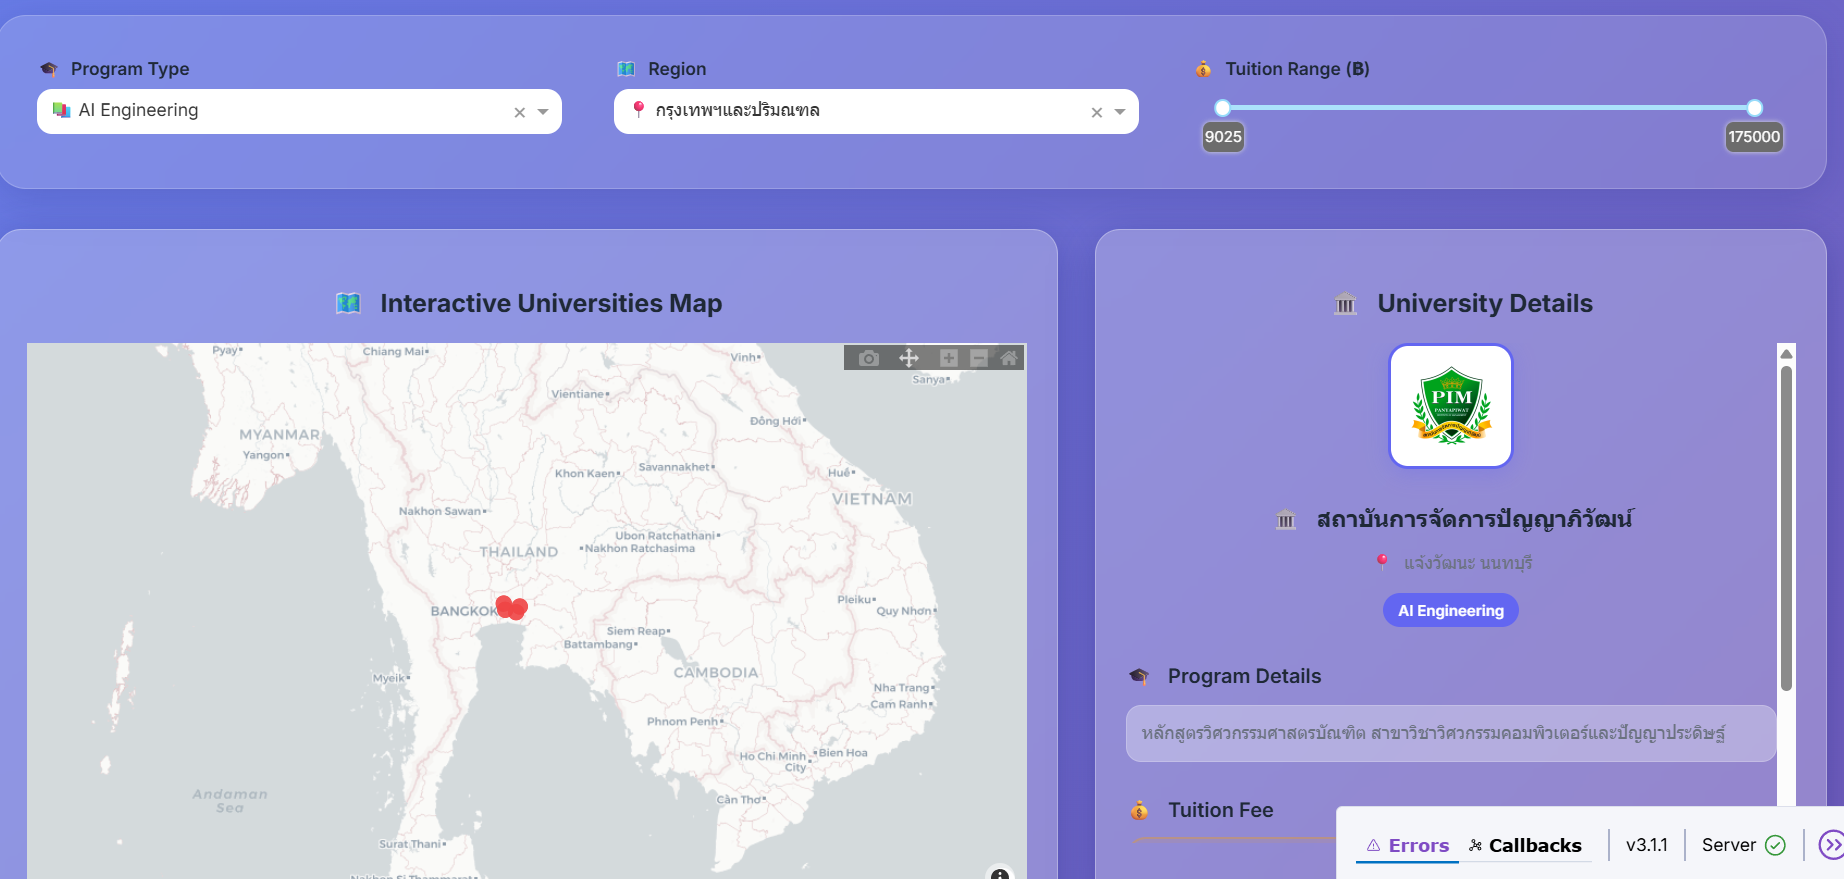 Program Type
AI Engineering
Region
กรุงเทพฯและปริมณฑล
Tuition Range (฿)
9025
175000
Interactive Universities Map
Pyay
Chiang Mai
Vinh
Sanya
Vientiane
Đồng Hới
MYANMAR
Yangon
Khon Kaen
Savannakhet
Huế
VIETNAM
Nakhon Sawan
Ubon Ratchathani
THAILAND
Nakhon Ratchasima
Pleiku
Quy Nhon
BANGKOK
Siem Reap
Battambang
CAMBODIA
Myeik
Nha Trang
Cam Ranh
Phnom Penh
Ho Chi Minh
City
Bien Hoa
Andaman
Sea
Cần Thơ
Surat Thani
Nakhon Si Thammarat
University Details
PIM
PANYAPIWAT
สถาบันการจัดการปัญญาภิวัฒน์
แจ้งวัฒนะ นนทบุรี
AI Engineering
Program Details
หลักสูตรวิศวกรรมศาสตรบัณฑิต สาขาวิชาวิศวกรรมคอมพิวเตอร์และปัญญาประดิษฐ์
Tuition Fee
Errors
Callbacks
v3.1.1
Server